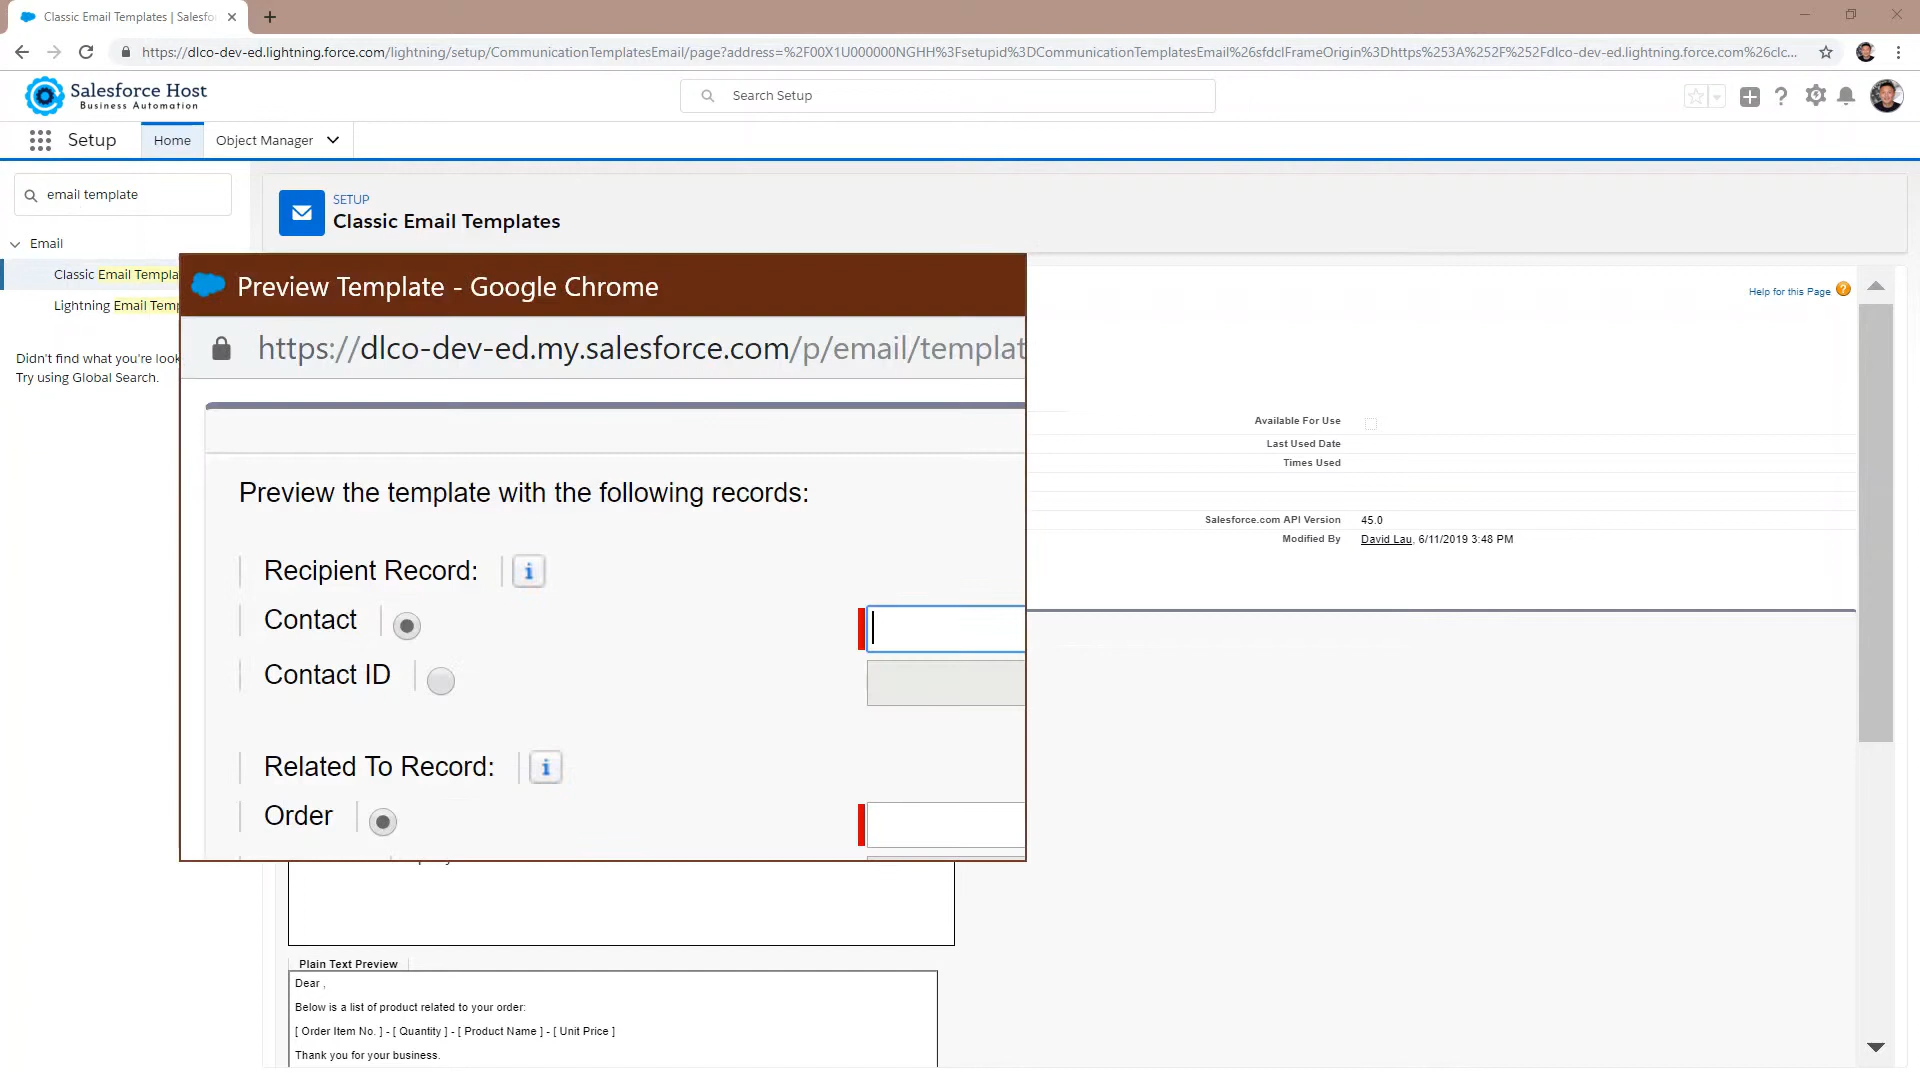 Classic Email Templates | Salesfo
https://dlco-dev-ed.lightning.force.com/lightning/setup/CommunicationTemplatesEmail/page?address=%2F00X1U000000NGHH%3Fsetupid%3DCommunicationTemplatesEmail%26sfdclFrameOrigin%3Dhttps%253A%252F%252Fdlco-dev-ed.lightning.force.com%26clc...
Salesforce Host
Business Automation
Search Setup
Setup
Home
Object Manager
email template
SETUP
Classic Email Templates
Email
Classic Email Templa
Lightning Email Temp
Didn't find what you're look
Try using Global Search.
Help for this Page
Preview Template - Google Chrome
https://dlco-dev-ed.my.salesforce.com/p/email/templat
Preview the template with the following records:
Recipient Record:
Contact
Contact ID
Related To Record:
Order
Available For Use
Last Used Date
Times Used
Salesforce.com API Version 45.0
Modified By David Lau, 6/11/2019 3:48 PM
Plain Text Preview
Dear ,
Below is a list of product related to your order:
[ Order Item No. ] - [ Quantity ] - [ Product Name ] - [ Unit Price ]
Thank you for your business.